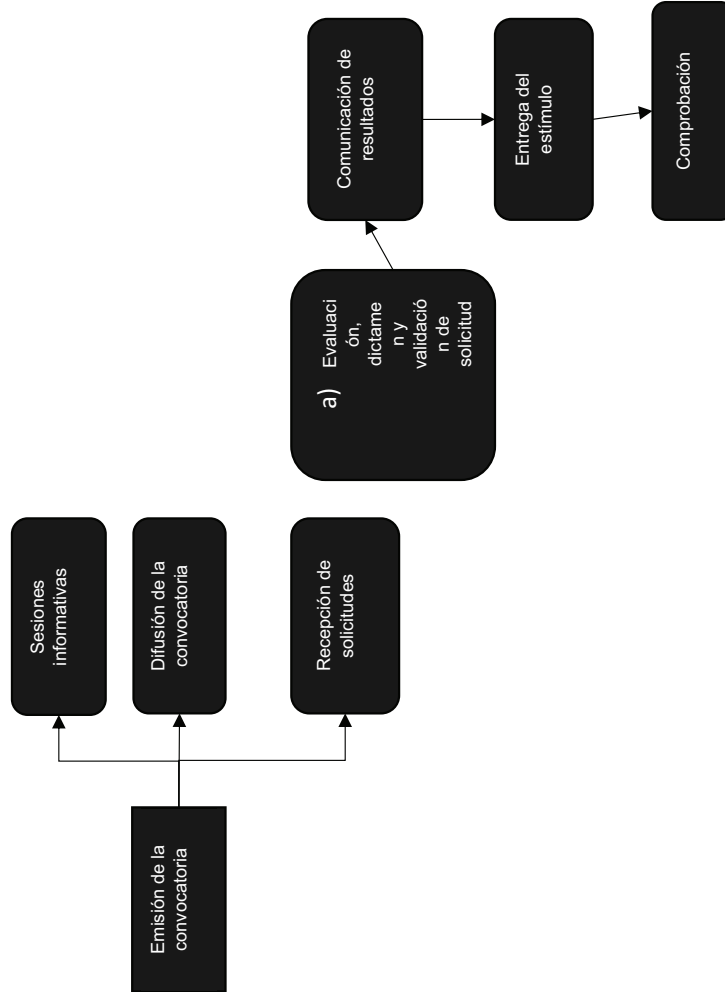 Emisión de la
convocatoria
Sesiones
informativas
Difusión de la
convocatoria
Recepción de
solicitudes
a) Evaluaci
ón,
dictame
n y
validació
n de
solicitud
Comunicación de
resultados
Entrega del
estímulo
Comprobación